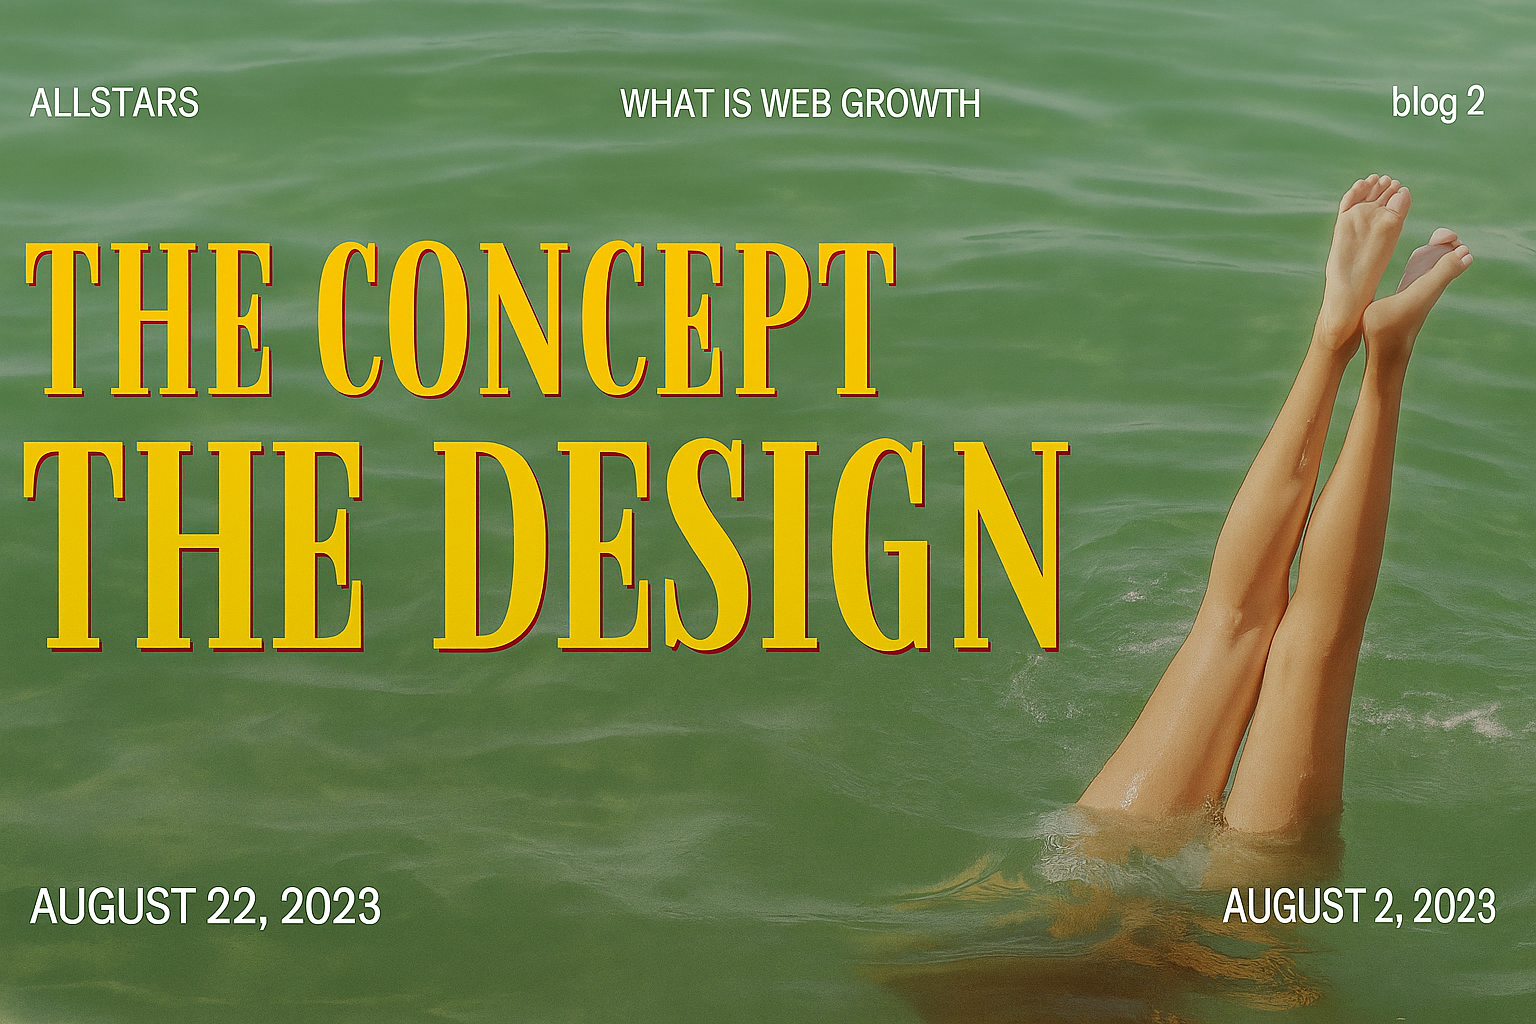 ALLSTARS
WHAT IS WEB GROWTH
blog 2
THE CONCEPT
THE DESIGN
AUGUST 22, 2023
AUGUST 2, 2023